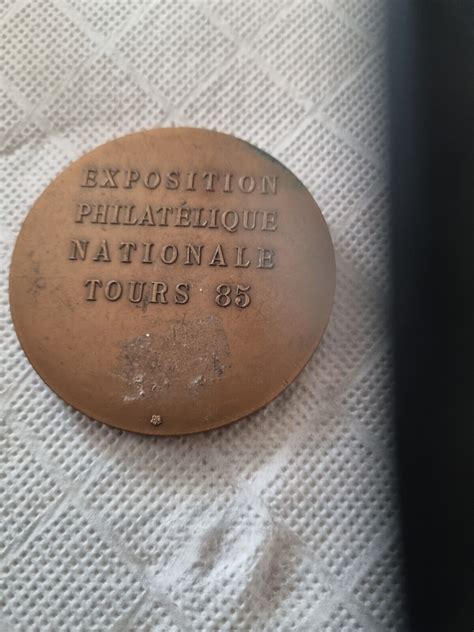 EXPOSITION
PHILATÉLIQUE
NATIONALE
TOURS 85